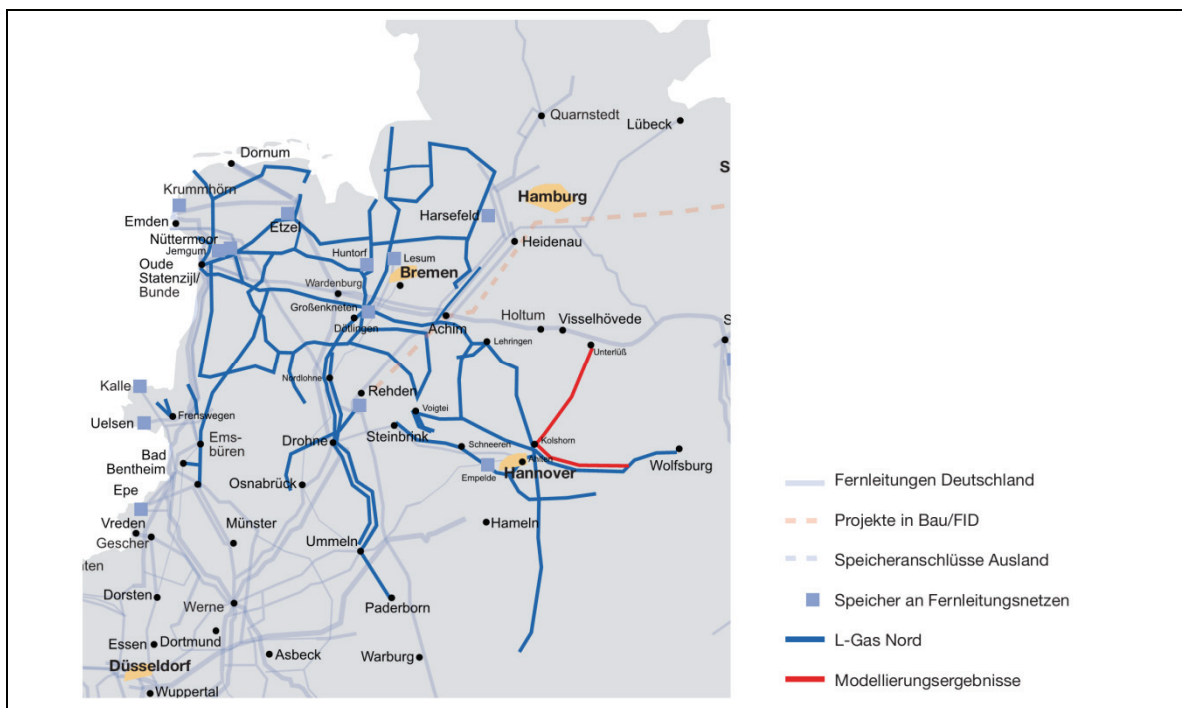 Quarnstedt
Lübeck
Dornum
S
Krummhörn
Hamburg
Harsefeld
Emden
Etzel
Nüttermoor
Jemgum
Heidenau
Huntorf
Lesum
Oude
Statenzijl/
Bunde
Bremen
Wardenburg
Großenkneten
Dötlingen
Achim
Holtum
Visselhövede
S
Lehringen
Unterlüß
Kalle
Nordlohne
Rehden
Uelsen
Frenswegen
Voigtei
Steinbrink
Ems-
büren
Drohne
Schneeren
Kolshorn
Bad
Bentheim
Ahlten
Wolfsburg
Hannover
Empelde
Epe
Osnabrück
Vreden
Gescher
Münster
Hameln
Ummeln
nten
Dorsten
Werne
Paderborn
Essen
Dortmund
Asbeck
Warburg
Düsseldorf
Wuppertal
Fernleitungen Deutschland
Projekte in Bau/FID
Speicheranschlüsse Ausland
Speicher an Fernleitungsnetzen
L-Gas Nord
Modellierungsergebnisse